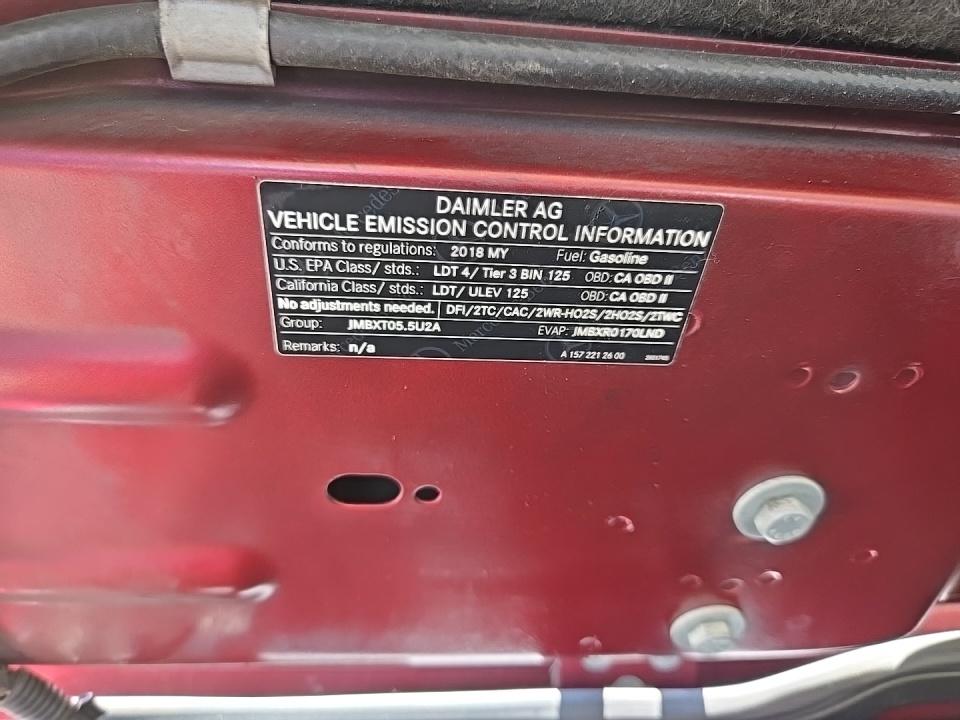 DAIMLER AG
VEHICLE EMISSION CONTROL INFORMATION
Conforms to regulations: 2018 MY Fuel: Gasoline
U.S. EPA Class/ stds.: LDT 4/ Tier 3 BIN 125 OBD: CA OBD II
California Class/ stds.: LDT/ ULEV 125 OBD: CA OBD II
No adjustments needed. DFI/2TC/CAC/2WR-HO2S/2HO2S/2TWC
Group: JMBXT05.5U2A EVAP: JMBXR0170LND
Remarks: n/a A 157 221 26 00